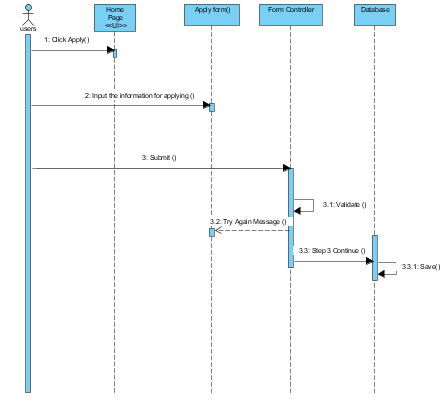 Home
Page
<<UI>>
Apply form()
Form Controller
Database
users
1: Click Apply()
2: Input the information for applying ()
3: Submit ()
3.1: Validate ()
3.2: Try Again Message ()
3.3: Step 3 Continue ()
3.3.1: Save()